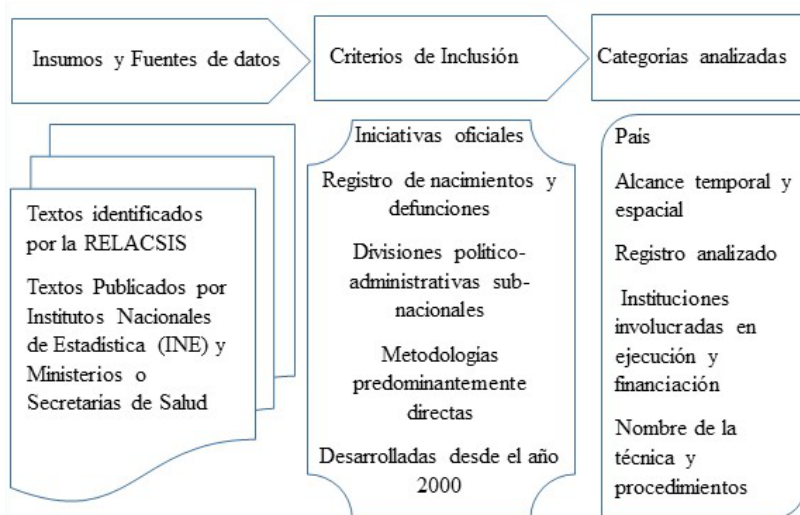 Insumos y Fuentes de datos
Criterios de Inclusión
Categorias analizadas
Textos identificados
por la RELACSIS
Textos Publicados por
Institutos Nacionales
de Estadística (INE) y
Ministerios o
Secretarias de Salud
Iniciativas oficiales
Registro de nacimientos y
defunciones
Divisiones político-
administrativas sub-
nacionales
Metodologías
predominantemente
directas
Desarrolladas desde el año
2000
País
Alcance temporal y
espacial
Registro analizado
Instituciones
involucradas en
ejecución y
financiación
Nombre de la
técnica y
procedimientos